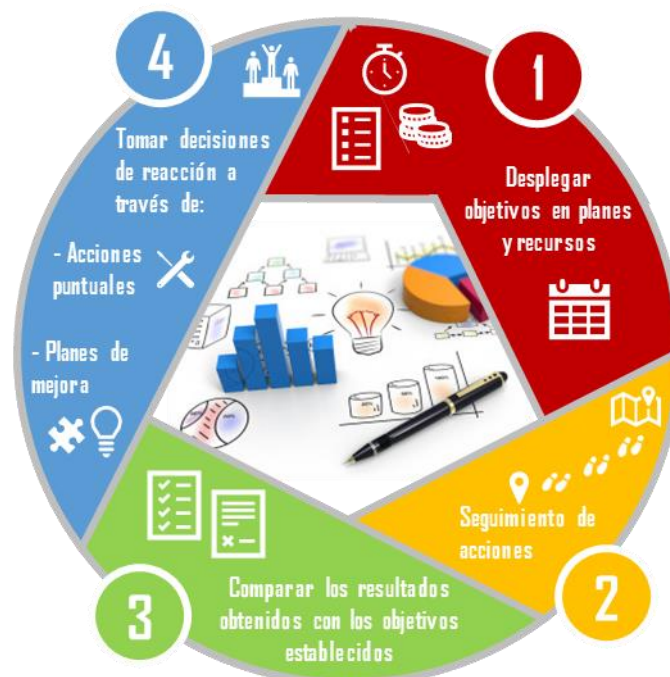 1
Desplegar
objetivos en planes
y recursos
2
Seguimiento de
acciones
3
Comparar los resultados
obtenidos con los objetivos
establecidos
4
Tomar decisiones
de reacción a
través de:
- Acciones
puntuales
- Planes de
mejora